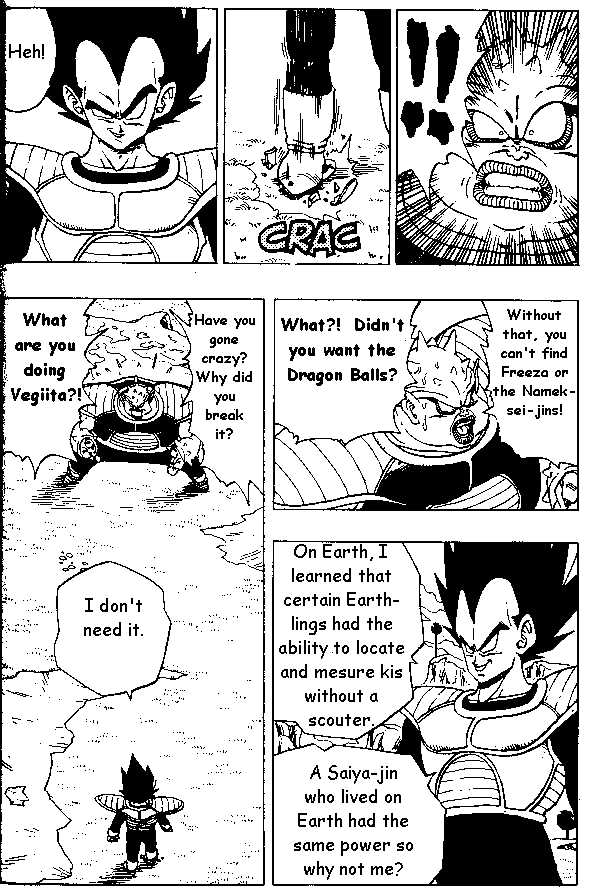 Heh!
CRAC
!!
What
are you
doing
Vegiita?!
Have you
gone
crazy?
Why did
you
break
it?
I don't
need it.
What?! Didn't
you want the
Dragon Balls?
Without
that, you
can't find
Freeza or
the Namek-
sei-jins!
On Earth, I
learned that
certain Earth-
lings had the
ability to locate
and mesure kis
without a
scouter.
A Saiya-jin
who lived on
Earth had the
same power so
why not me?